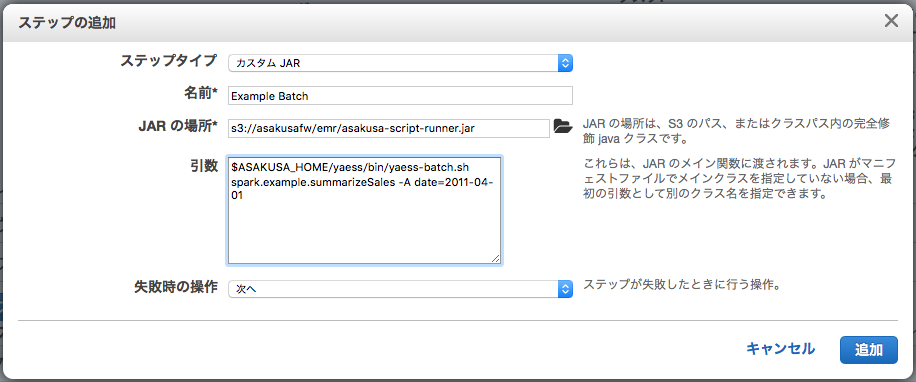 ステップの追加
ステップタイプ カスタム JAR
名前* Example Batch
JAR の場所* s3://asakusafw/emr/asakusa-script-runner.jar
JAR の場所は、S3 のパス、またはクラスパス内の完全修
飾 java クラスです。
引数 $ASAKUSA_HOME/yaess/bin/yaess-batch.sh
spark.example.summarizeSales -A date=2011-04-
01
これらは、JAR のメイン関数に渡されます。JAR がマニフ
ェストファイルでメインクラスを指定していない場合、最
初の引数として別のクラス名を指定できます。
失敗時の操作 次へ
ステップが失敗したときに行う操作。
キャンセル 追加